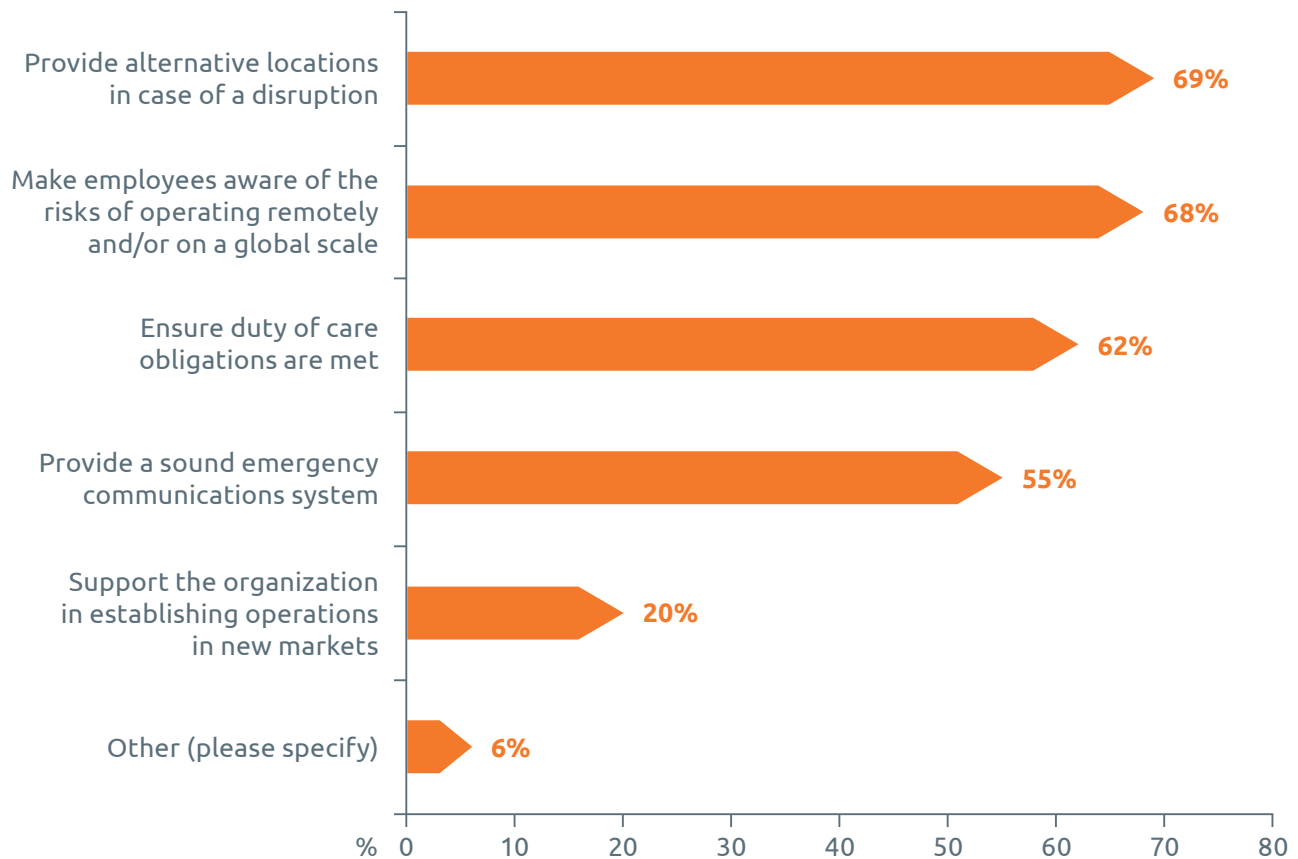 Provide alternative locations
in case of a disruption
69%
Make employees aware of the
risks of operating remotely
and/or on a global scale
68%
Ensure duty of care
obligations are met
62%
Provide a sound emergency
communications system
55%
Support the organization
in establishing operations
in new markets
20%
Other (please specify)
6%
% 0 10 20 30 40 50 60 70 80